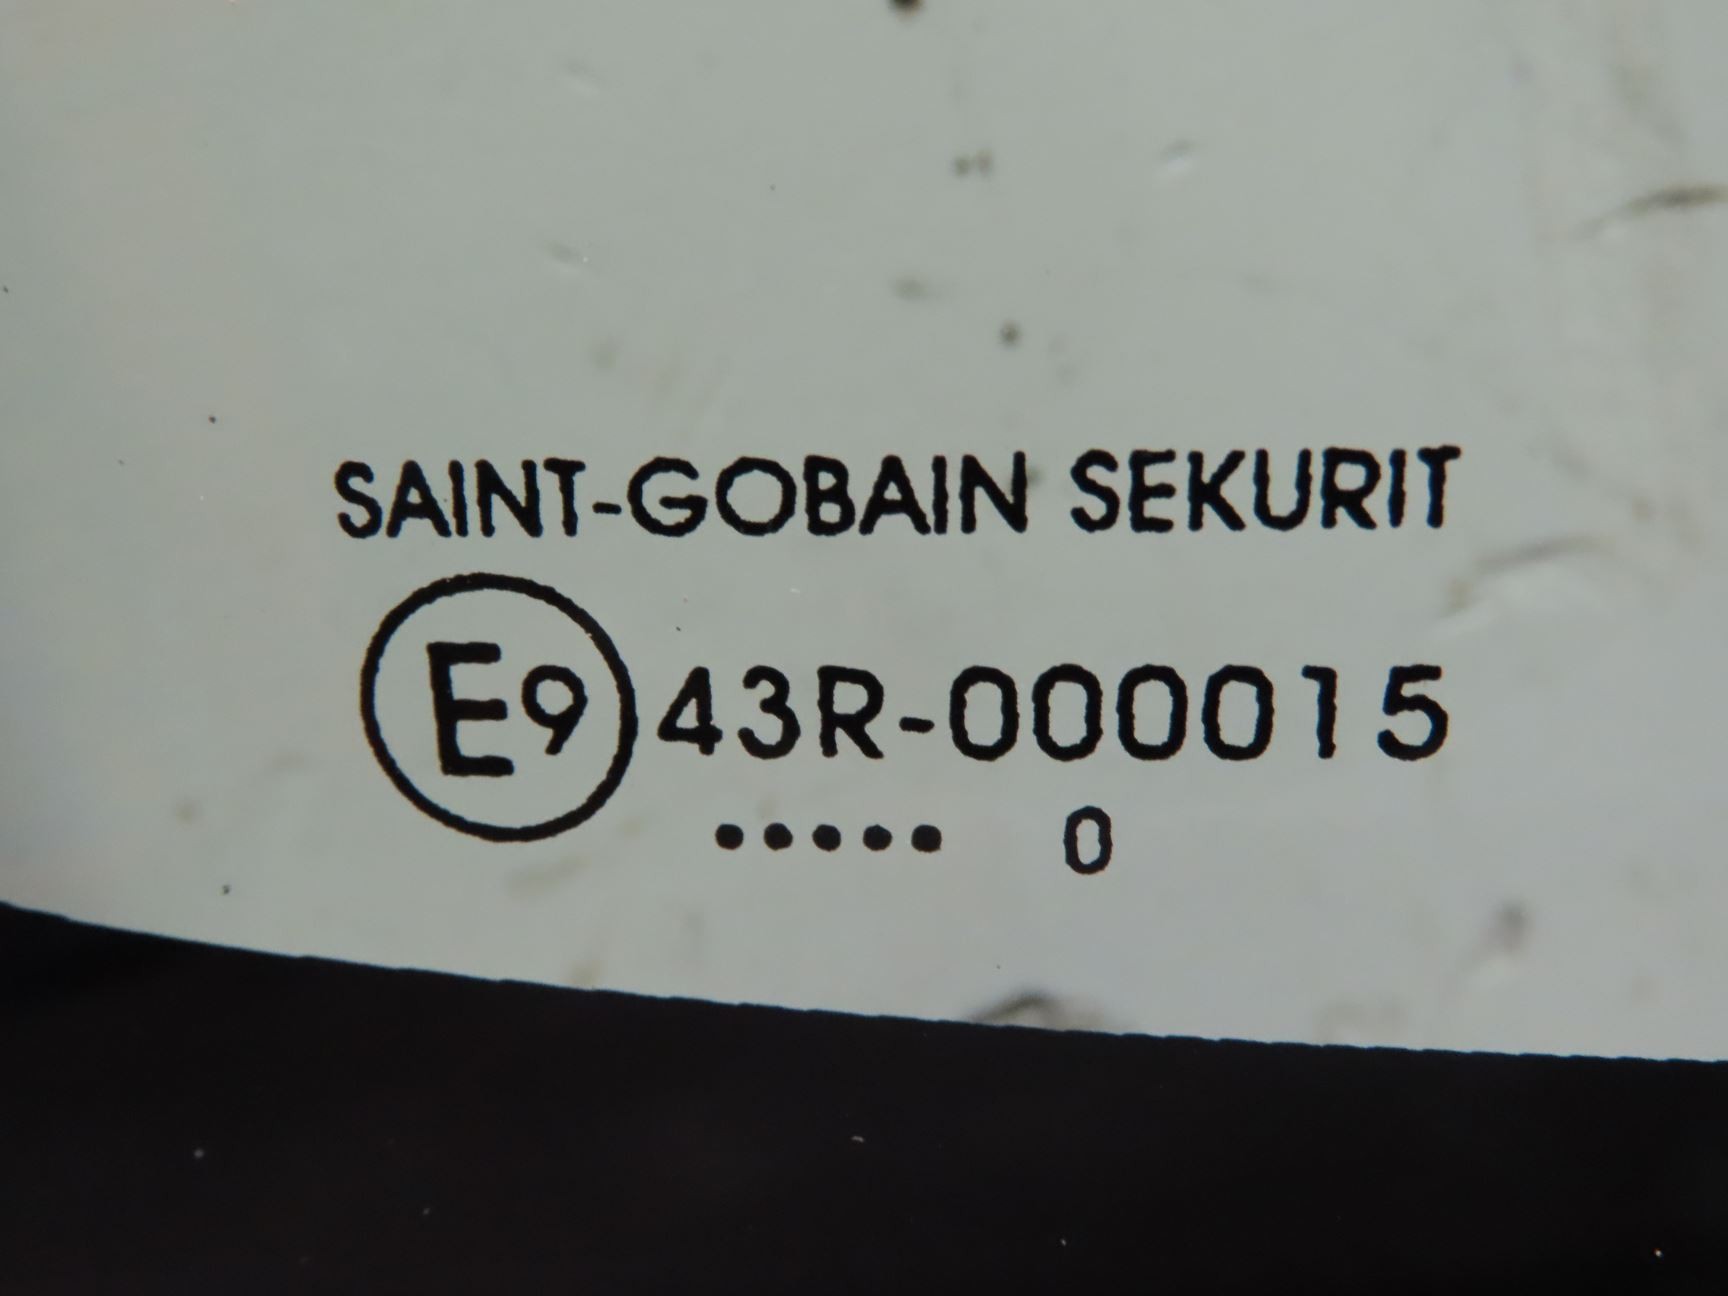 SAINT-GOBAIN SEKURIT
E9 43R-000015
..... 0